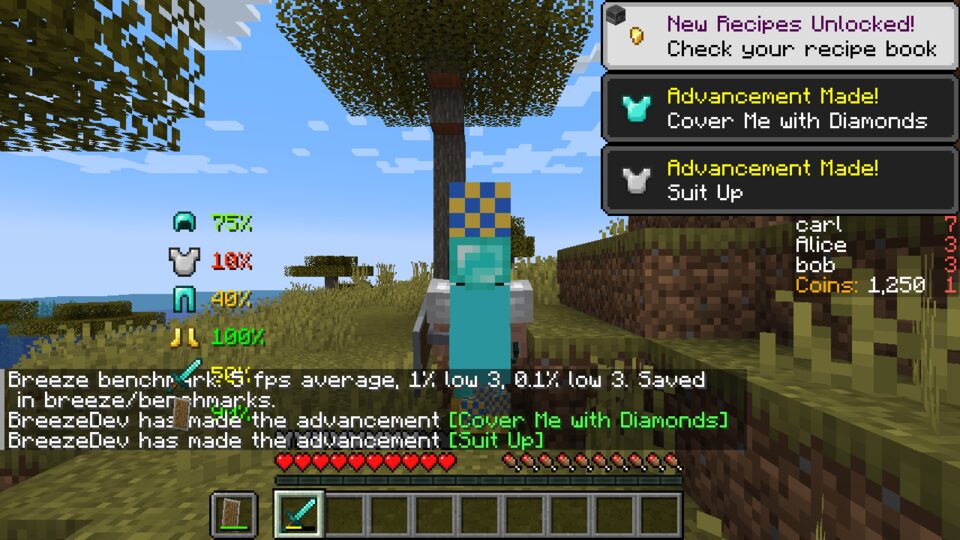 New Recipes Unlocked!
Check your recipe book
Advancement Made!
Cover Me with Diamonds
Advancement Made!
Suit Up
carl 7
Alice 3
bob 3
Coins: 1,250 1
75%
10%
40%
100%
50%
Breeze benchmark: 5 fps average, 1% low 3, 0.1% low 3. Saved
in breeze/benchmarks.
BreezeDev has made the advancement [Cover Me with Diamonds]
BreezeDev has made the advancement [Suit Up]